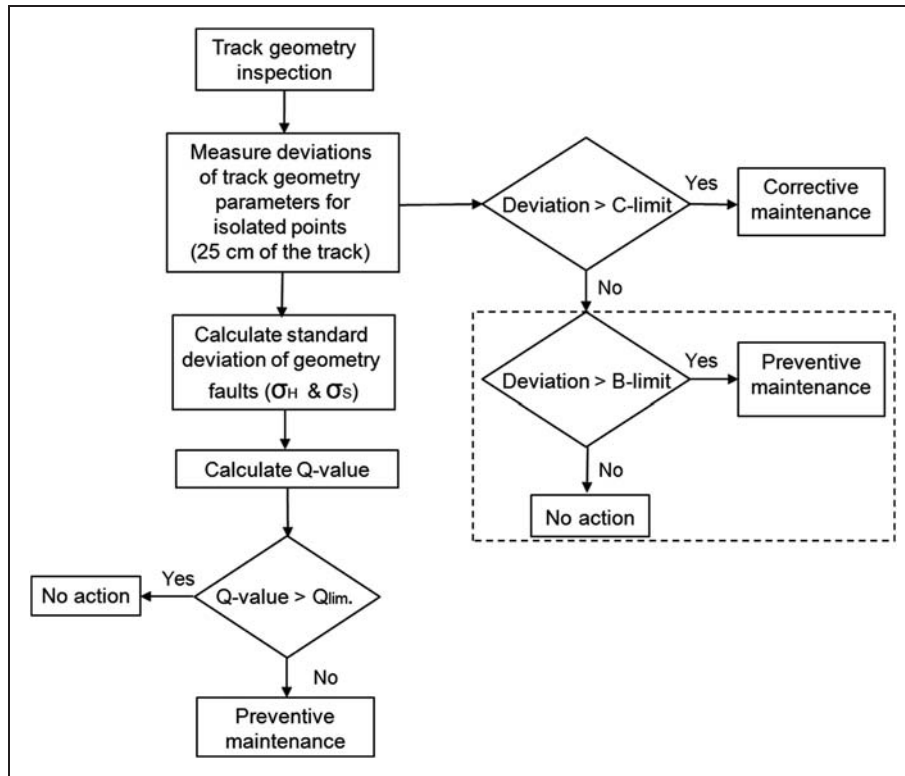 Track geometry
inspection
Measure deviations
of track geometry
parameters for
isolated points
(25 cm of the track)
Deviation > C-limit
Yes
Corrective
maintenance
No
Calculate standard
deviation of geometry
faults (σH & σS)
Deviation > B-limit
Yes
Preventive
maintenance
No
No action
Calculate Q-value
Q-value > Qlim.
Yes
No action
No
Preventive
maintenance